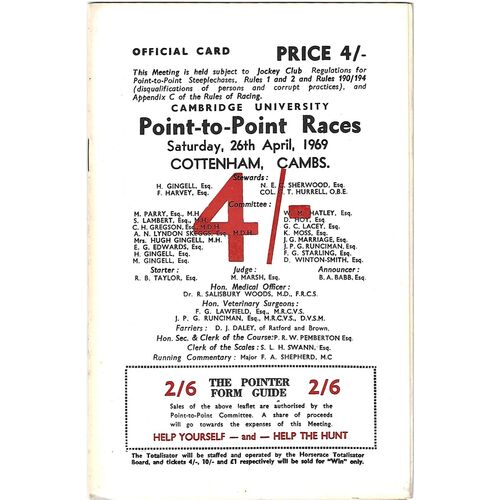 OFFICIAL CARD PRICE 4/-
This Meeting is held subject to Jockey Club Regulations for
Point-to-Point Steeplechases, Rules 1 and 2 and Rules 190/194
(disqualifications of persons and corrupt practices), and
Appendix C of the Rules of Racing.
CAMBRIDGE UNIVERSITY
Point-to-Point Races
Saturday, 26th April, 1969
COTTENHAM, CAMBS.
4/-
Stewards:
H. GINGELL, Esq. N. E. C. SHERWOOD, Esq.
F. HARVEY, Esq. COL. T. HURRELL, O.B.E.
Committee:
M. PARRY, Esq., M.H. W. HATLEY, Esq.
S. LAMBERT, Esq., M.H. D. HOY, Esq.
C. H. GREGSON, Esq., M.D.H. G. C. LACEY, Esq.
A. N. LYNDON SKEGGS, Esq., M.D.H. K. MOSS, Esq.
Mrs. HUGH GINGELL, M.H. J. G. MARRIAGE, Esq.
E. G. EDWARDS, Esq. J. P. G. RUNCIMAN, Esq.
H. GINGELL, Esq. F. G. STARLING, Esq.
M. GINGELL, Esq. D. WINTON-SMITH, Esq.
Starter: Judge: Announcer:
R. B. TAYLOR, Esq. M. MARSH, Esq. B. A. BABB, Esq.
Hon. Medical Officer:
Dr. R. SALISBURY WOODS, M.D., F.R.C.S.
Hon. Veterinary Surgeons:
F. G. LAWFIELD, Esq., M.R.C.V.S.
J. P. G. RUNCIMAN, Esq., M.R.C.V.S., D.V.S.M.
Farriers: D. J. DALEY, of Ratford and Brown.
Hon. Sec. & Clerk of the Course: P. R. W. PEMBERTON Esq.
Clerk of the Scales: S. L. H. SWANN, Esq.
Running Commentary: Major F. A. SHEPHERD, M.C
2/6 THE POINTER FORM GUIDE 2/6
Sales of the above leaflet are authorised by the
Point-to-Point Committee. A share of proceeds
will go towards the expenses of this Meeting.
HELP YOURSELF — and — HELP THE HUNT
The Totalisator will be staffed and operated by the Horserace Totalisator
Board, and tickets 4/-, 10/- and £1 respectively will be sold for "Win" only.